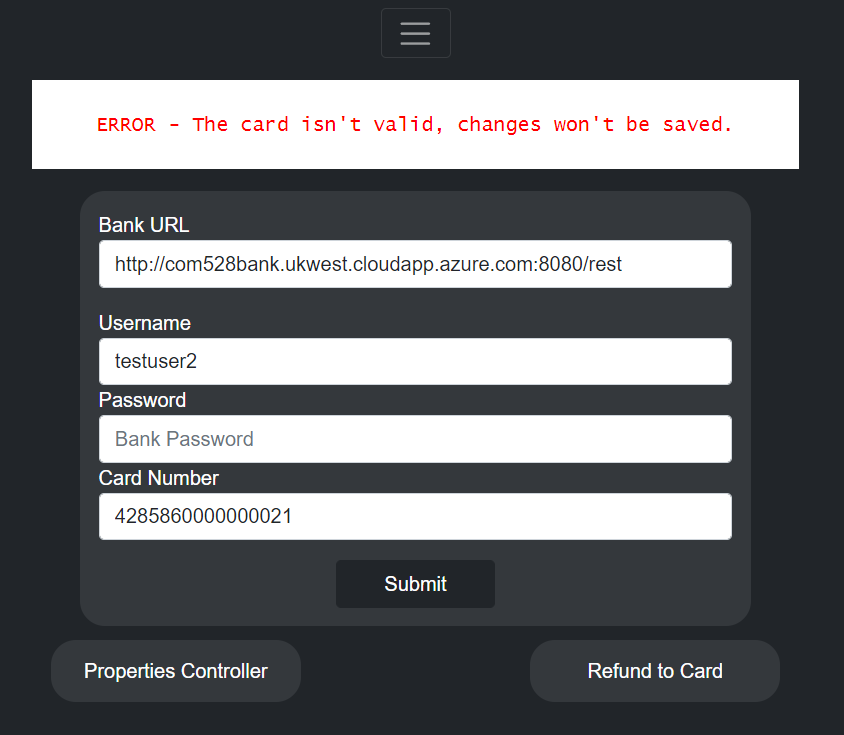 ERROR - The card isn't valid, changes won't be saved.
Bank URL
http://com528bank.ukwest.cloudapp.azure.com:8080/rest
Username
testuser2
Password
Bank Password
Card Number
4285860000000021
Submit
Properties Controller
Refund to Card